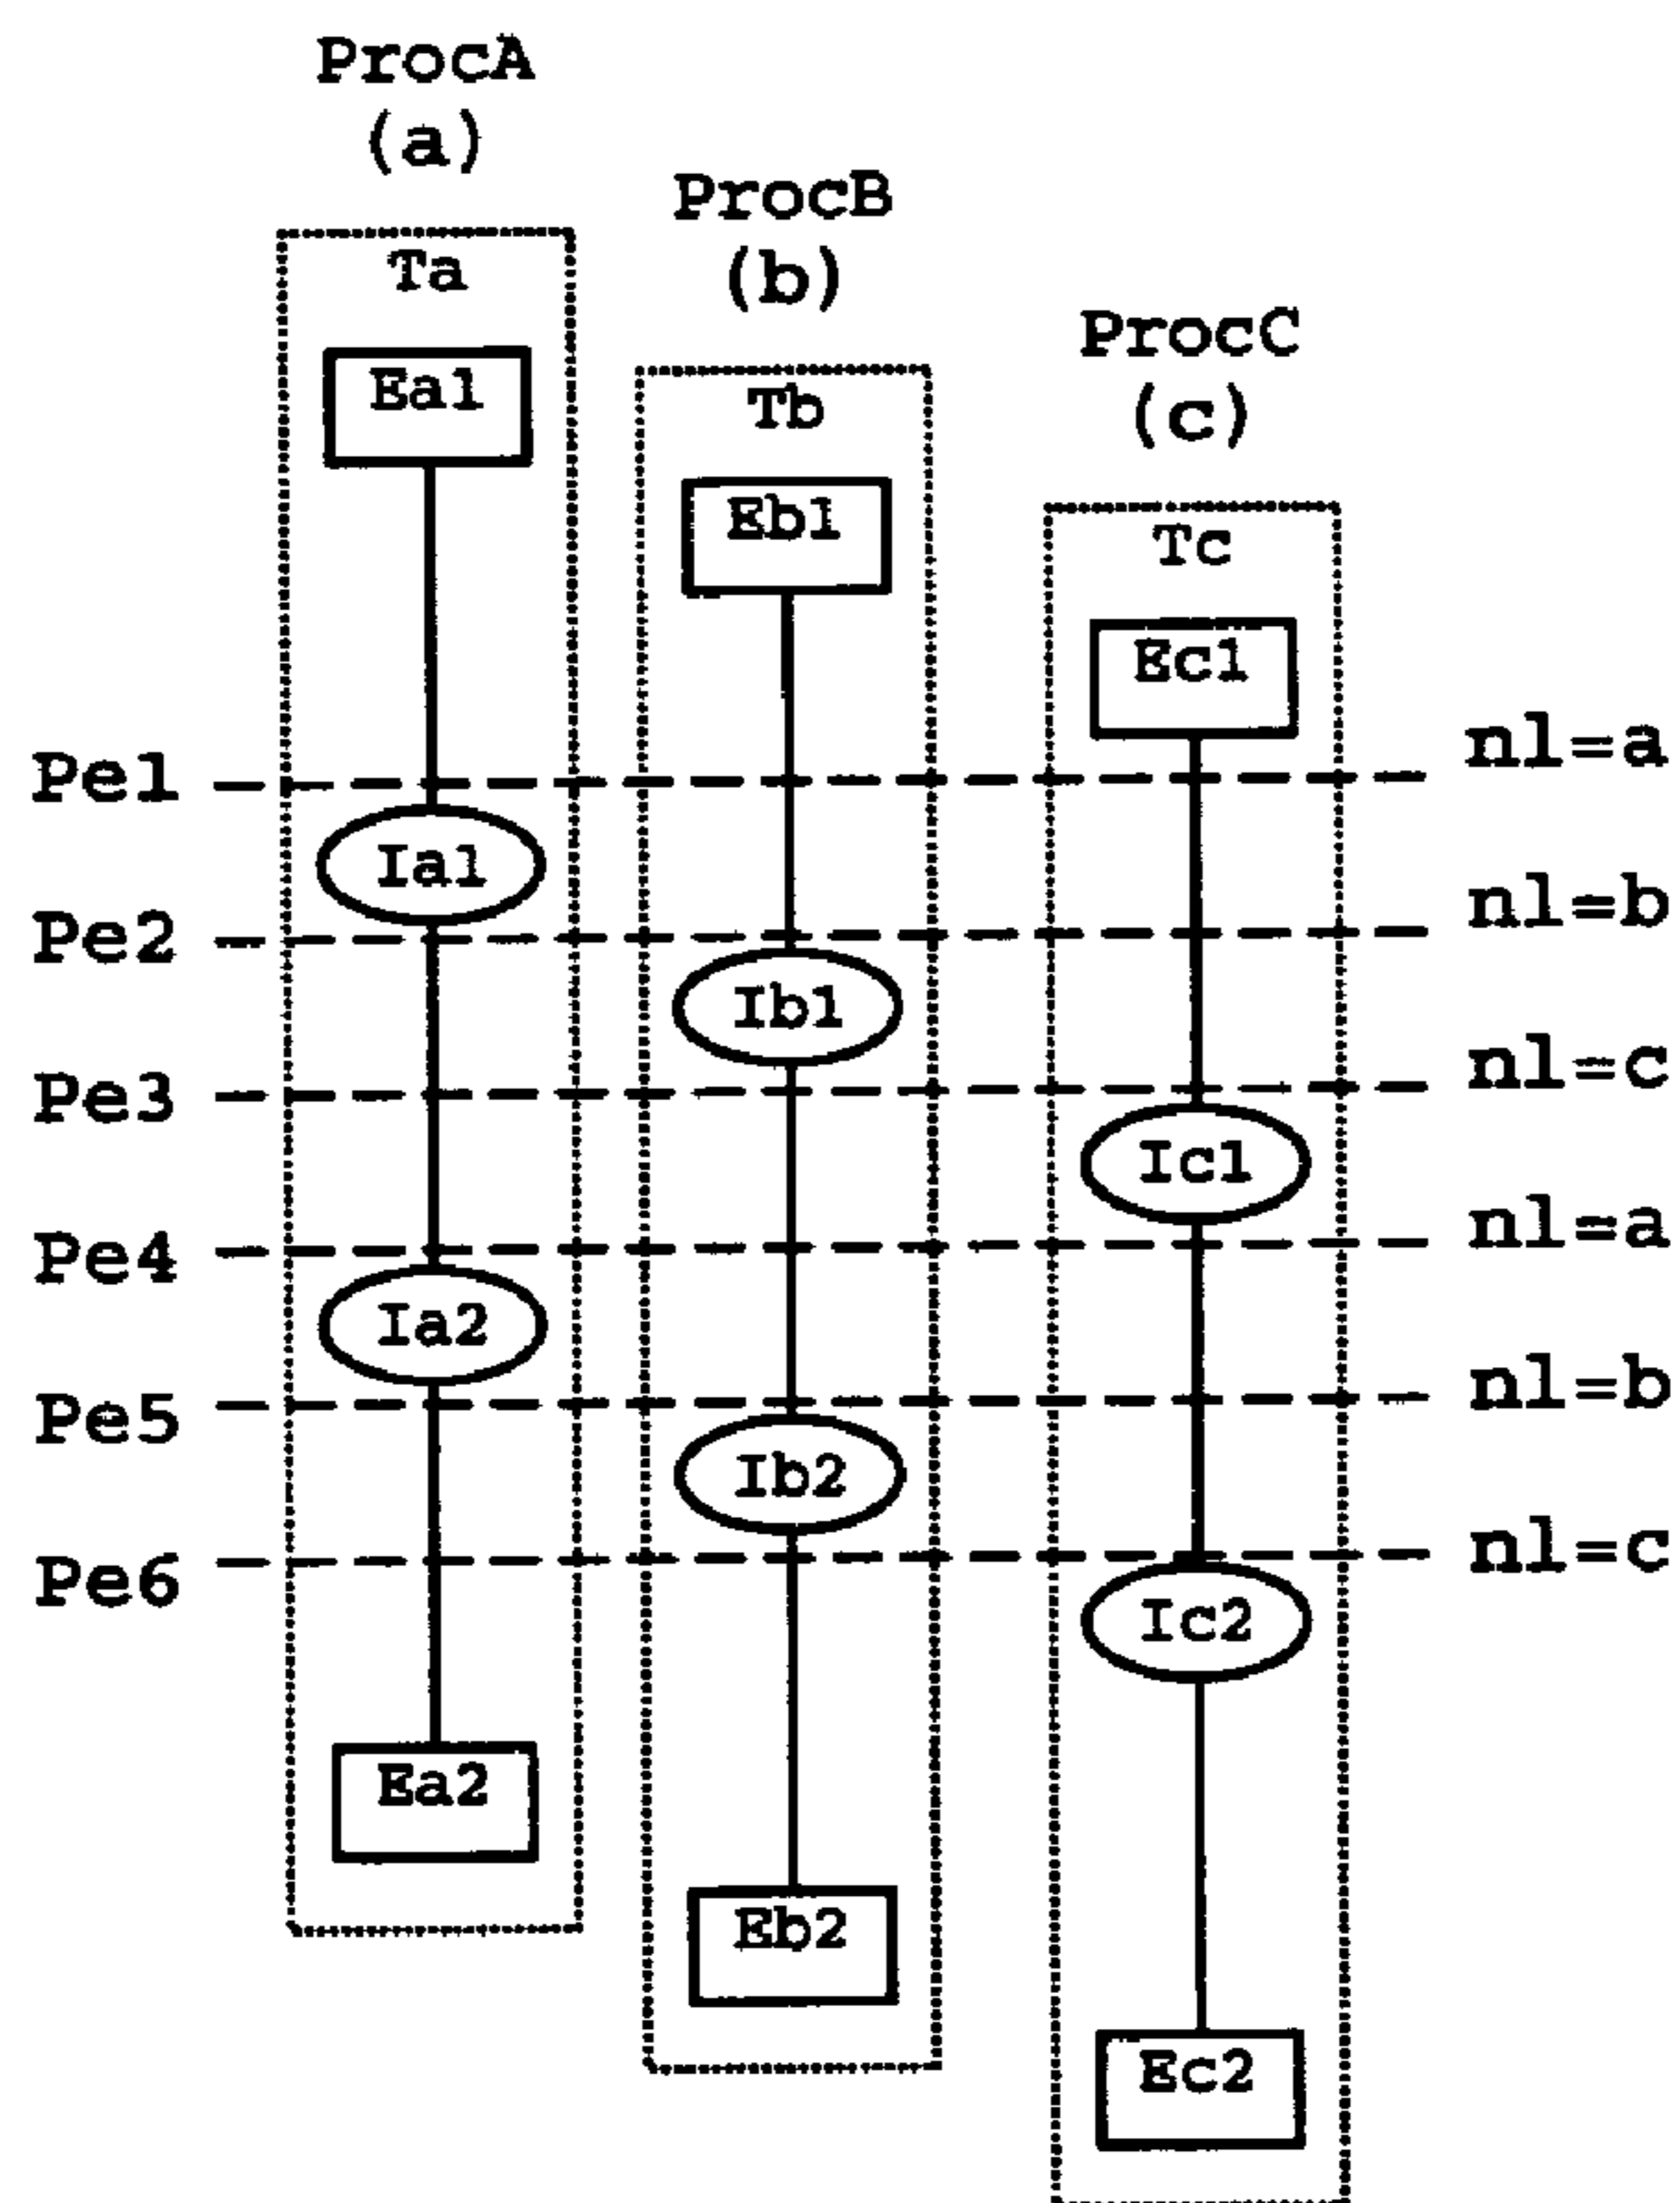 ProcA
(a)
ProcB
(b)
ProcC
(c)
Ta
Tb
Tc
Ea1
Eb1
Ec1
Pe1
nl=a
Ia1
Pe2
nl=b
Ib1
Pe3
nl=c
Ic1
Pe4
nl=a
Ia2
Pe5
nl=b
Ib2
Pe6
nl=c
Ic2
Ea2
Eb2
Ec2